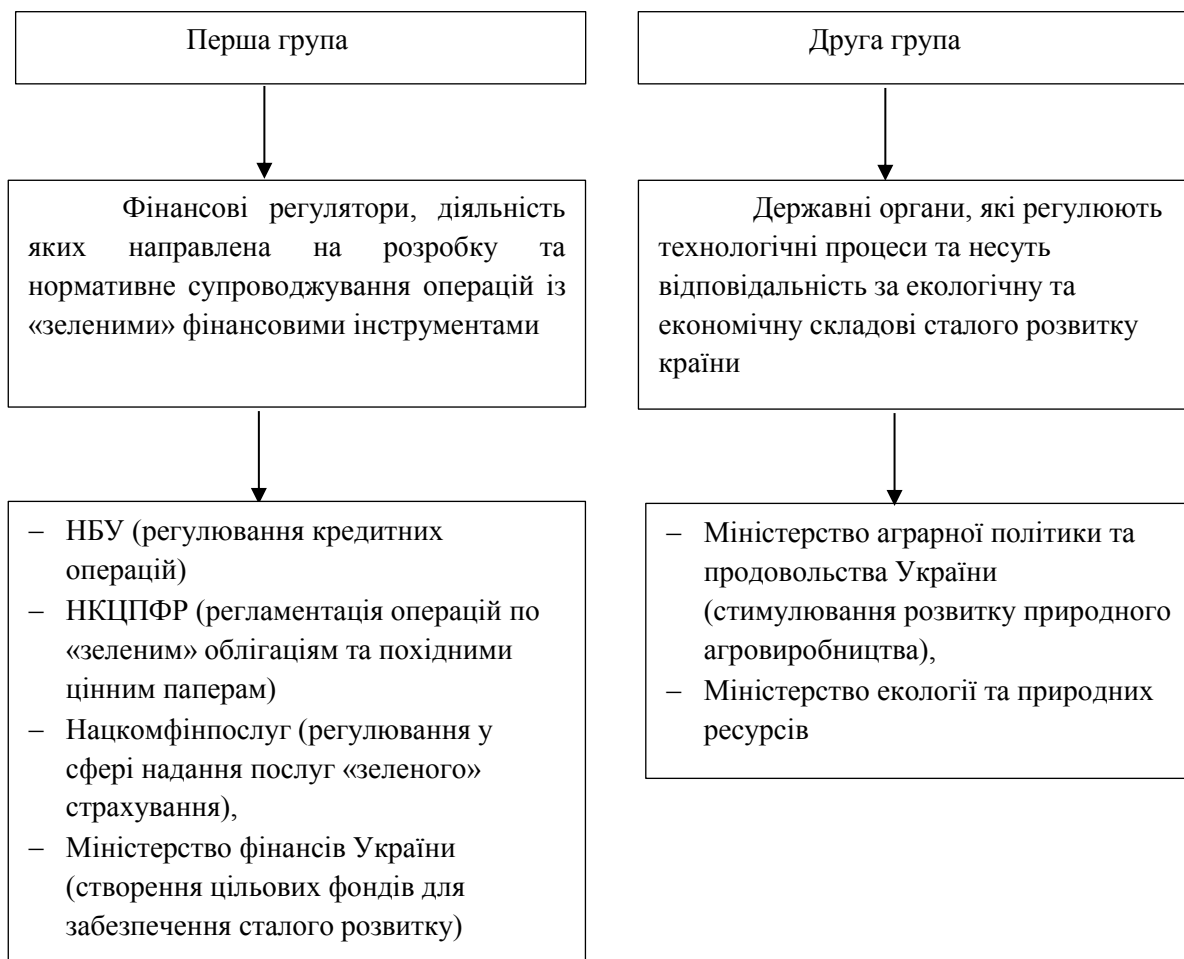 Перша група
Фінансові регулятори, діяльність
яких направлена на розробку та
нормативне супроводжування операцій із
«зеленими» фінансовими інструментами
– НБУ (регулювання кредитних
операцій)
– НКЦПФР (регламентація операцій по
«зеленим» облігаціям та похідними
цінним паперам)
– Нацкомфінпослуг (регулювання у
сфері надання послуг «зеленого»
страхування),
– Міністерство фінансів України
(створення цільових фондів для
забезпечення сталого розвитку)
Друга група
Державні органи, які регулюють
технологічні процеси та несуть
відповідальність за екологічну та
економічну складові сталого розвитку
країни
– Міністерство аграрної політики та
продовольства України
(стимулювання розвитку природного
агровиробництва),
– Міністерство екології та природних
ресурсів